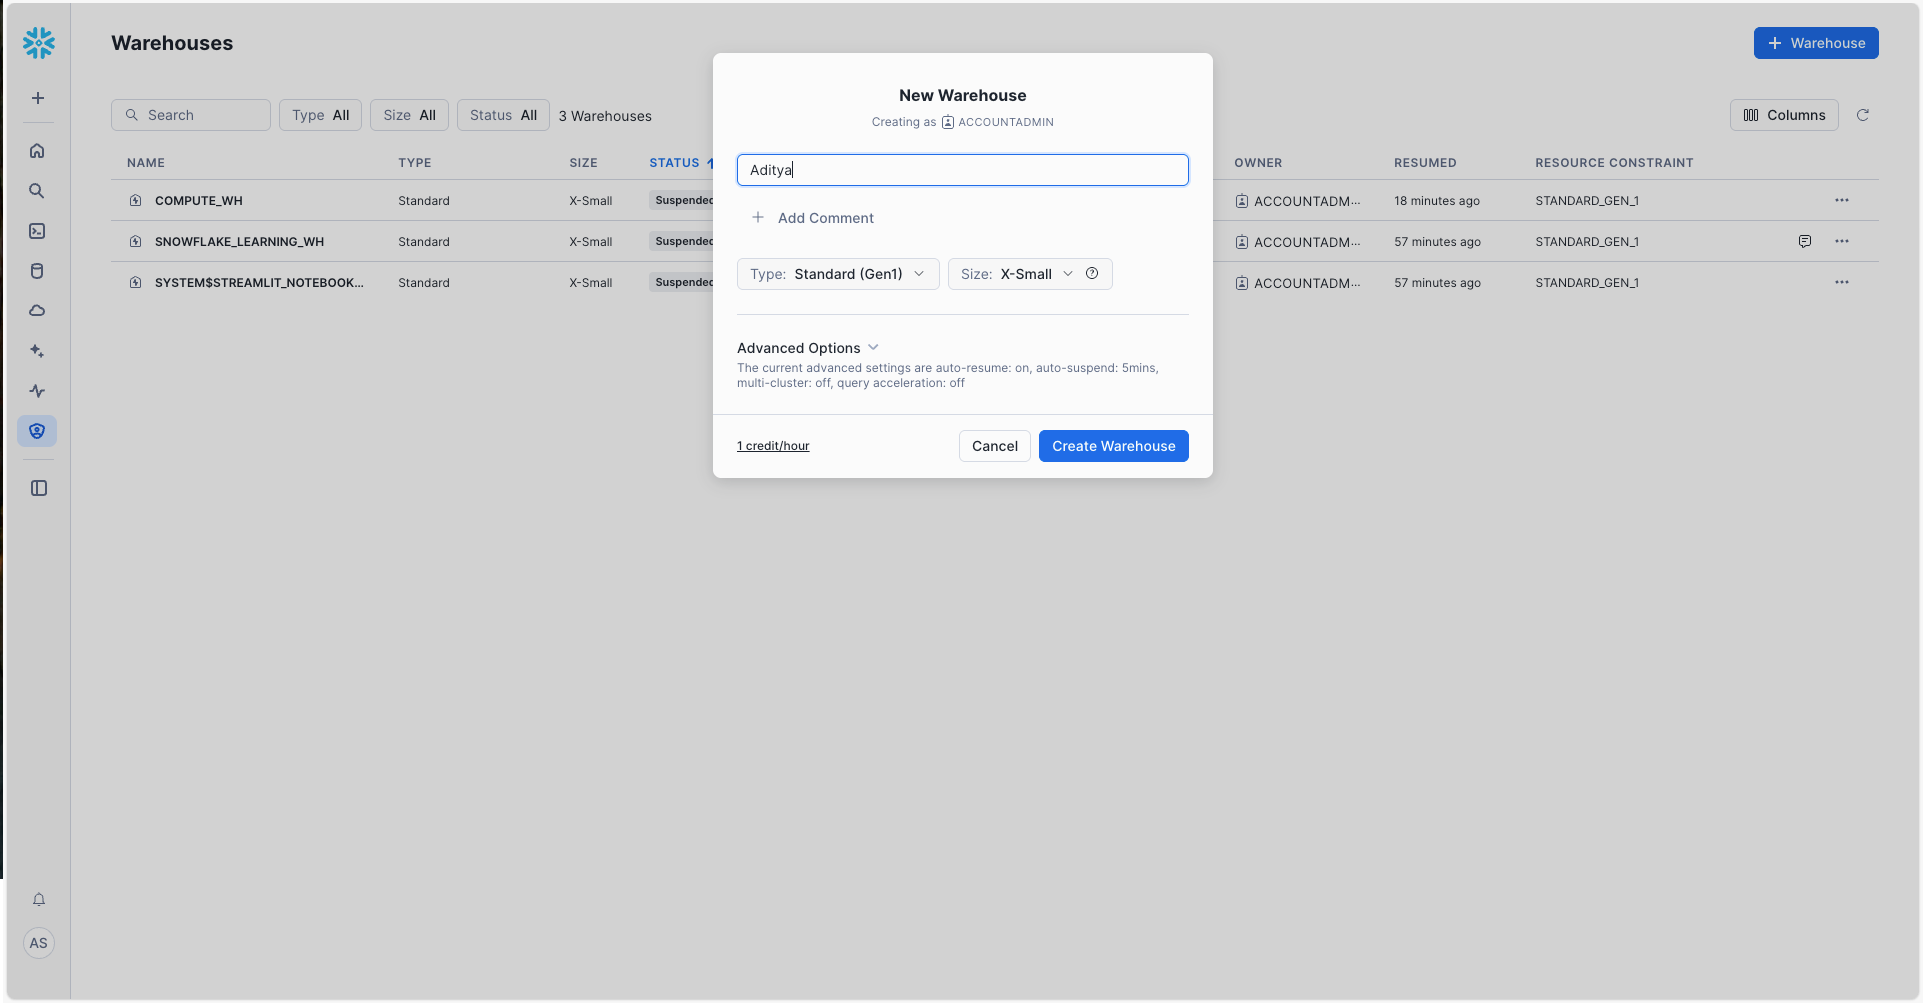 Warehouses
+ Warehouse
Search
Type All
Size All
Status All
3 Warehouses
Columns
NAME TYPE SIZE STATUS OWNER RESUMED RESOURCE CONSTRAINT
COMPUTE_WH Standard X-Small Suspended ACCOUNTADM... 18 minutes ago STANDARD_GEN_1
SNOWFLAKE_LEARNING_WH Standard X-Small Suspended ACCOUNTADM... 57 minutes ago STANDARD_GEN_1
SYSTEM$STREAMLIT_NOTEBOOK... Standard X-Small Suspended ACCOUNTADM... 57 minutes ago STANDARD_GEN_1
New Warehouse
Creating as ACCOUNTADMIN
Aditya
+ Add Comment
Type: Standard (Gen1)
Size: X-Small
Advanced Options
The current advanced settings are auto-resume: on, auto-suspend: 5mins,
multi-cluster: off, query acceleration: off
1 credit/hour
Cancel
Create Warehouse
AS